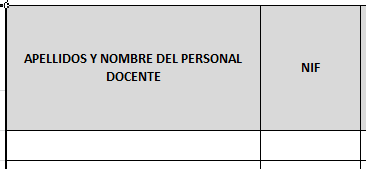 APELLIDOS Y NOMBRE DEL PERSONAL
DOCENTE
NIF